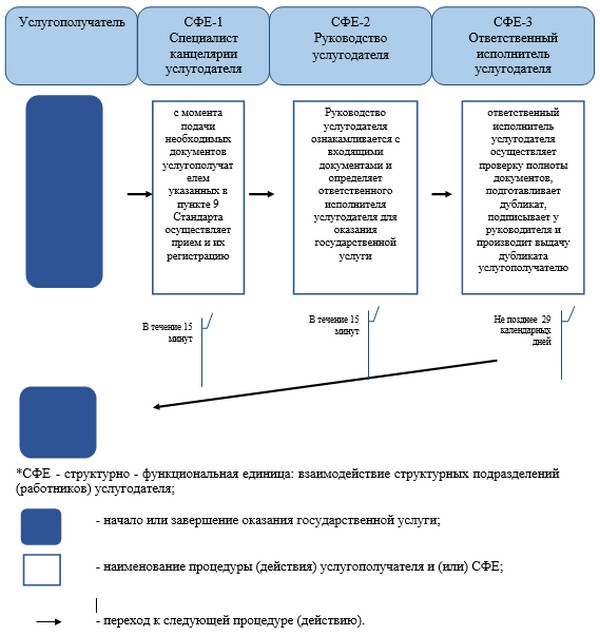 Услугополучатель
СФЕ-1
Специалист
канцелярии
услугодателя
СФЕ-2
Руководство
услугодателя
СФЕ-3
Ответственный
исполнитель
услугодателя
с момента
подачи
необходимых
документов
услугополучат
елем
указанных в
пункте 9
Стандарта
осуществляет
прием и их
регистрацию
Руководство
услугодателя
ознакамливается с
входящими
документами и
определяет
ответственного
исполнителя
услугодателя для
оказания
государственной
услуги
ответственный
исполнитель
услугодателя
осуществляет
проверку полноты
документов,
подготавливает
дубликат,
подписывает у
руководителя и
производит выдачу
дубликата
услугополучателю
В течение 15
минут
В течение 15
минут
Не позднее 29
календарных
дней
*СФЕ - структурно - функциональная единица: взаимодействие структурных подразделений
(работников) услугодателя;
- начало или завершение оказания государственной услуги;
- наименование процедуры (действия) услугополучателя и (или) СФЕ;
- переход к следующей процедуре (действию).